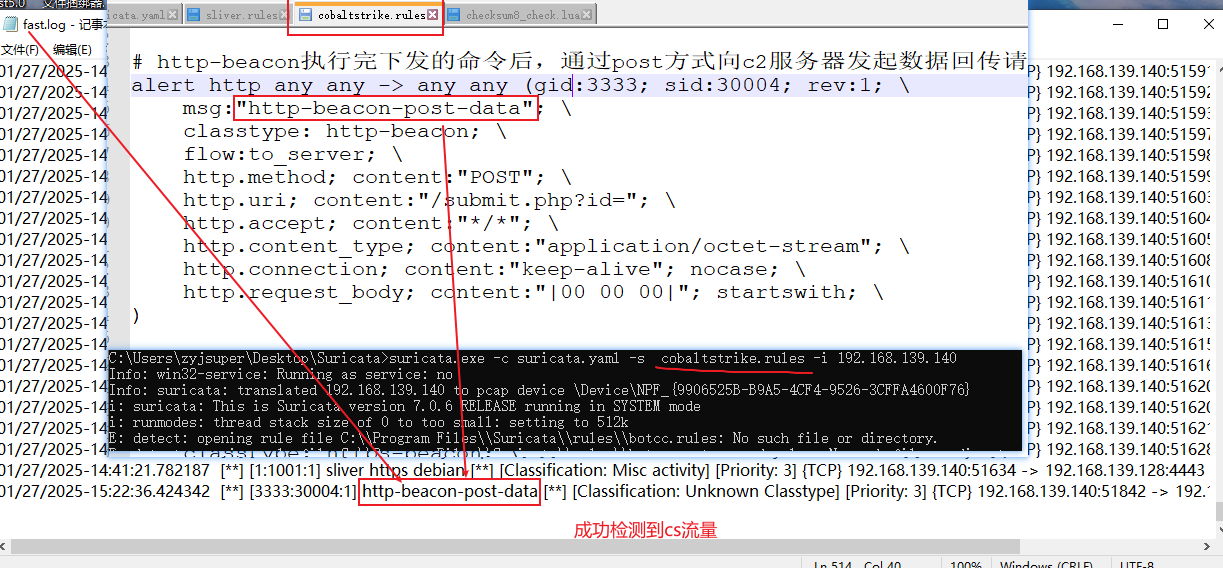 文件捆绑器
icata.yaml sliver.rules cobaltstrike.rules checksum8_check.lua
fast.log - 记事
文件(F) 编辑(E)
# http-beacon执行完下发的命令后，通过post方式向c2服务器发起数据回传请
alert http any any -> any any (gid:3333; sid:30004; rev:1; \
msg:"http-beacon-post-data"; \
classtype: http-beacon; \
flow:to_server; \
http.method; content:"POST"; \
http.uri; content:"/submit.php?id="; \
http.accept; content:"*/*"; \
http.content_type; content:"application/octet-stream"; \
http.connection; content:"keep-alive"; nocase; \
http.request_body; content:"|00 00 00|"; startswith; \
)
01/27/2025-14 P} 192.168.139.140:5159
01/27/2025-14 P} 192.168.139.140:51592
01/27/2025-14 P} 192.168.139.140:51593
01/27/2025-14 P} 192.168.139.140:51595
01/27/2025-14 P} 192.168.139.140:51598
01/27/2025-14 P} 192.168.139.140:51599
01/27/2025-14 P} 192.168.139.140:51603
01/27/2025-14 P} 192.168.139.140:51604
01/27/2025-14 P} 192.168.139.140:51605
01/27/2025-14 P} 192.168.139.140:51608
01/27/2025-14 P} 192.168.139.140:51610
01/27/2025-14 P} 192.168.139.140:51611
01/27/2025-14 P} 192.168.139.140:51613
01/27/2025-14 P} 192.168.139.140:51615
01/27/2025-14 P} 192.168.139.140:51616
01/27/2025-14 P} 192.168.139.140:51620
01/27/2025-14 P} 192.168.139.140:51620
01/27/2025-14 P} 192.168.139.140:51621
01/27/2025-14 P} 192.168.139.140:51628
C:\Users\zyjsuper\Desktop\Suricata>suricata.exe -c suricata.yaml -s cobaltstrike.rules -i 192.168.139.140
Info: win32-service: Running as service: no
Info: suricata: translated 192.168.139.140 to pcap device \Device\NPF_{9906525B-B9A5-4CF4-9526-3CFFA4600F76}
i: suricata: This is Suricata version 7.0.6 RELEASE running in SYSTEM mode
i: runmodes: thread stack size of 0 to too small: setting to 512k
E: detect: opening rule file C:\\Program Files\\Suricata\\rules\\botcc.rules: No such file or directory.
01/27/2025-14:41:21.782187 [**] [1:1001:1] sliver https debian [**] [Classification: Misc activity] [Priority: 3] {TCP} 192.168.139.140:51634 -> 192.168.139.128:4443
01/27/2025-15:22:36.424342 [**] [3333:30004:1] http-beacon-post-data [**] [Classification: Unknown Classtype] [Priority: 3] {TCP} 192.168.139.140:51842 -> 192.1
成功检测到cs流量
Ln 514, Col 40 100% Windows (CRLF) UTF-8